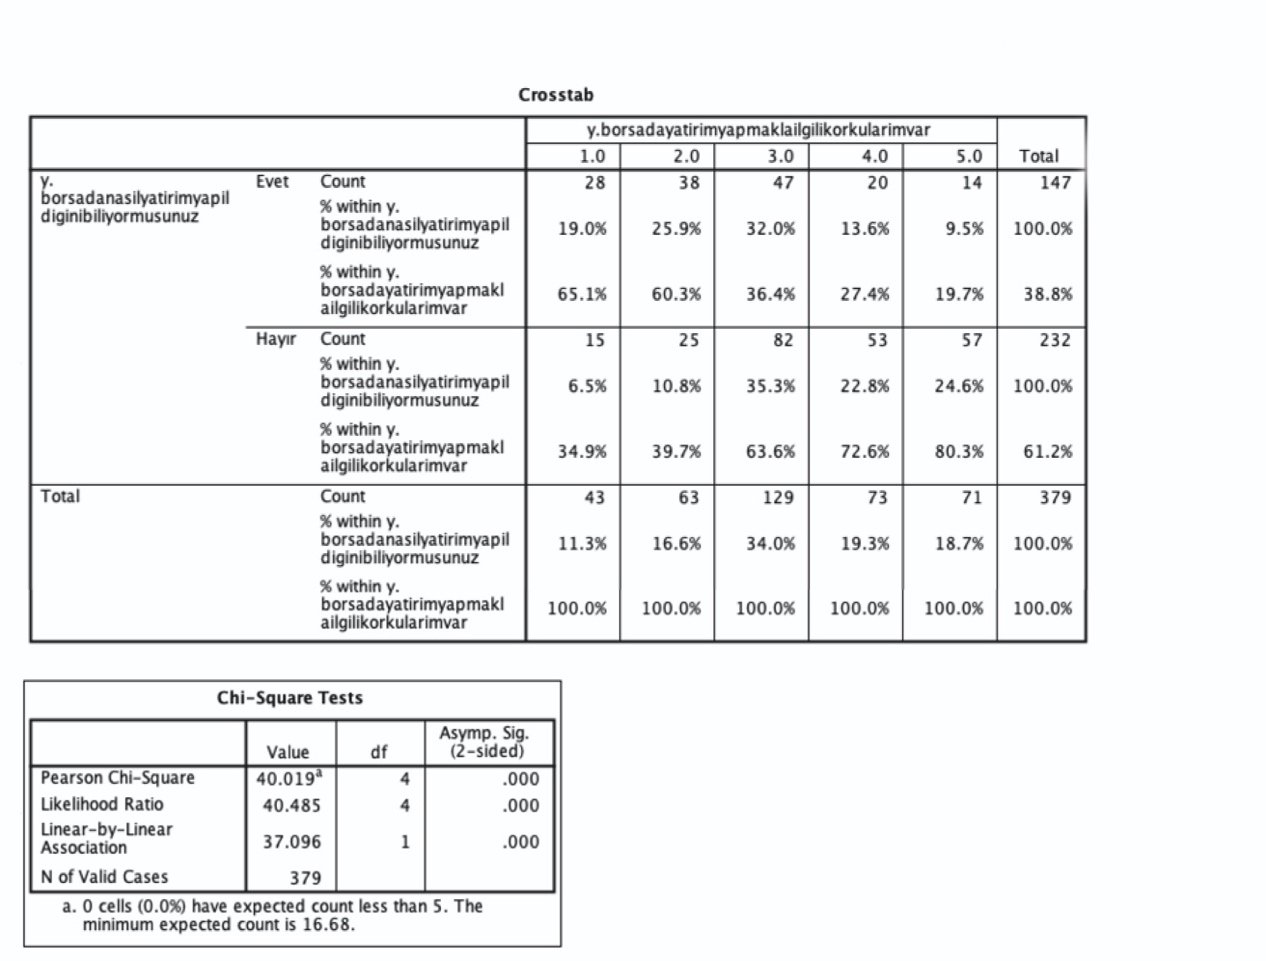 Crosstab
y.borsadayatirimyapmaklailgilikorkularimvar
1.0 2.0 3.0 4.0 5.0 Total
y.
borsadanasilyatirimyapil
diginibiliyormusunuz
Evet Count 28 38 47 20 14 147
% within y.
borsadanasilyatirimyapil
diginibiliyormusunuz
19.0% 25.9% 32.0% 13.6% 9.5% 100.0%
% within y.
borsadayatirimyapmakl
ailgilikorkularimvar
65.1% 60.3% 36.4% 27.4% 19.7% 38.8%
Hayır Count 15 25 82 53 57 232
% within y.
borsadanasilyatirimyapil
diginibiliyormusunuz
6.5% 10.8% 35.3% 22.8% 24.6% 100.0%
% within y.
borsadayatirimyapmakl
ailgilikorkularimvar
34.9% 39.7% 63.6% 72.6% 80.3% 61.2%
Total Count 43 63 129 73 71 379
% within y.
borsadanasilyatirimyapil
diginibiliyormusunuz
11.3% 16.6% 34.0% 19.3% 18.7% 100.0%
% within y.
borsadayatirimyapmakl
ailgilikorkularimvar
100.0% 100.0% 100.0% 100.0% 100.0% 100.0%
Chi-Square Tests
Value df Asymp. Sig.
(2-sided)
Pearson Chi-Square 40.019a 4 .000
Likelihood Ratio 40.485 4 .000
Linear-by-Linear
Association
37.096 1 .000
N of Valid Cases 379
a. 0 cells (0.0%) have expected count less than 5. The
minimum expected count is 16.68.